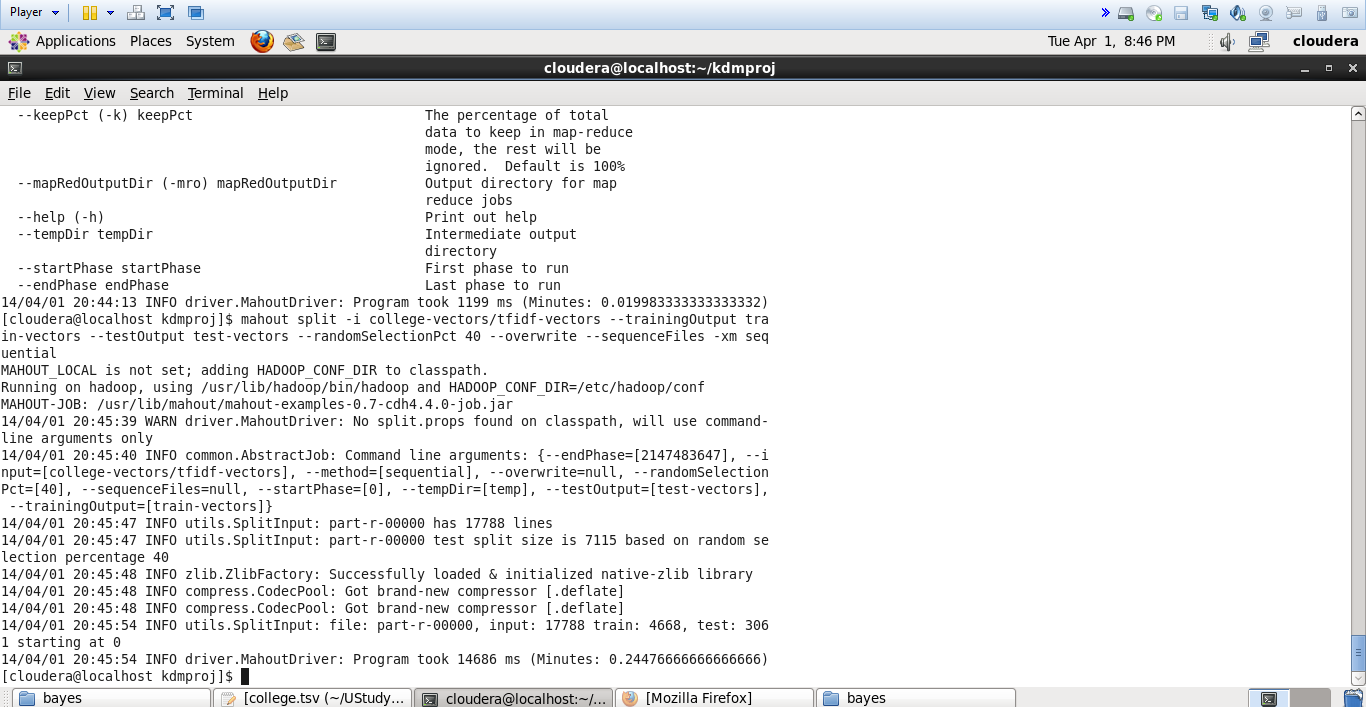 Player
Applications Places System
Tue Apr 1, 8:46 PM
cloudera
cloudera@localhost:~/kdmproj
File Edit View Search Terminal Help
--keepPct (-k) keepPct The percentage of total
data to keep in map-reduce
mode, the rest will be
ignored. Default is 100%
--mapRedOutputDir (-mro) mapRedOutputDir Output directory for map
reduce jobs
--help (-h) Print out help
--tempDir tempDir Intermediate output
directory
--startPhase startPhase First phase to run
--endPhase endPhase Last phase to run
14/04/01 20:44:13 INFO driver.MahoutDriver: Program took 1199 ms (Minutes: 0.019983333333333332)
[cloudera@localhost kdmproj]$ mahout split -i college-vectors/tfidf-vectors --trainingOutput tra
in-vectors --testOutput test-vectors --randomSelectionPct 40 --overwrite --sequenceFiles -xm seq
uential
MAHOUT_LOCAL is not set; adding HADOOP_CONF_DIR to classpath.
Running on hadoop, using /usr/lib/hadoop/bin/hadoop and HADOOP_CONF_DIR=/etc/hadoop/conf
MAHOUT-JOB: /usr/lib/mahout/mahout-examples-0.7-cdh4.4.0-job.jar
14/04/01 20:45:39 WARN driver.MahoutDriver: No split.props found on classpath, will use command-
line arguments only
14/04/01 20:45:40 INFO common.AbstractJob: Command line arguments: {--endPhase=[2147483647], --i
nput=[college-vectors/tfidf-vectors], --method=[sequential], --overwrite=null, --randomSelection
Pct=[40], --sequenceFiles=null, --startPhase=[0], --tempDir=[temp], --testOutput=[test-vectors],
--trainingOutput=[train-vectors]}
14/04/01 20:45:47 INFO utils.SplitInput: part-r-00000 has 17788 lines
14/04/01 20:45:47 INFO utils.SplitInput: part-r-00000 test split size is 7115 based on random se
lection percentage 40
14/04/01 20:45:48 INFO zlib.ZlibFactory: Successfully loaded & initialized native-zlib library
14/04/01 20:45:48 INFO compress.CodecPool: Got brand-new compressor [.deflate]
14/04/01 20:45:48 INFO compress.CodecPool: Got brand-new compressor [.deflate]
14/04/01 20:45:54 INFO utils.SplitInput: file: part-r-00000, input: 17788 train: 4668, test: 306
1 starting at 0
14/04/01 20:45:54 INFO driver.MahoutDriver: Program took 14686 ms (Minutes: 0.24476666666666666)
[cloudera@localhost kdmproj]$
bayes
[college.tsv (~/UStudy...
cloudera@localhost:~/...
[Mozilla Firefox]
bayes